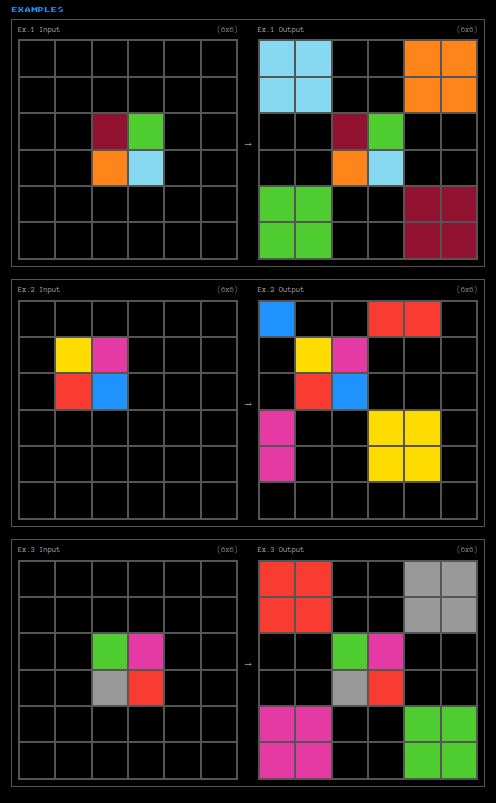 EXAMPLES
Ex.1 Input (6x6) Ex.1 Output (6x6)
→
Ex.2 Input (6x6) Ex.2 Output (6x6)
→
Ex.3 Input (6x6) Ex.3 Output (6x6)
→